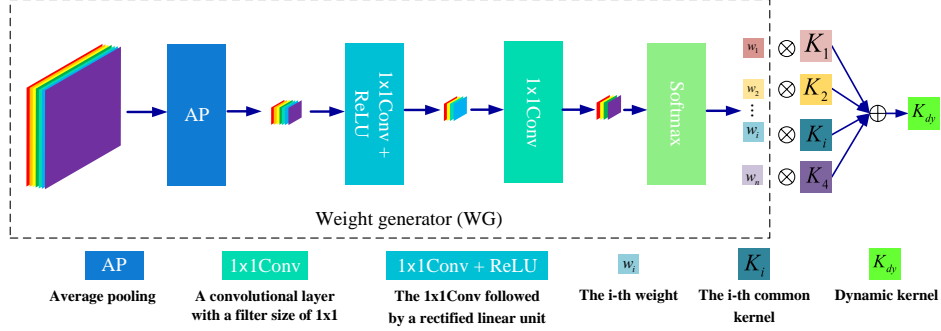 AP
1x1Conv +
ReLU
1x1Conv
Softmax
w1
w2
⋮
wi
wn
⊗ K1
⊗ K2
⊗ Ki
⊗ K4
⊕
Kdy
Weight generator (WG)
AP
1x1Conv
1x1Conv + ReLU
wi
Ki
Kdy
Average pooling
A convolutional layer
with a filter size of 1x1
The 1x1Conv followed
by a rectified linear unit
The i-th weight
The i-th common
kernel
Dynamic kernel